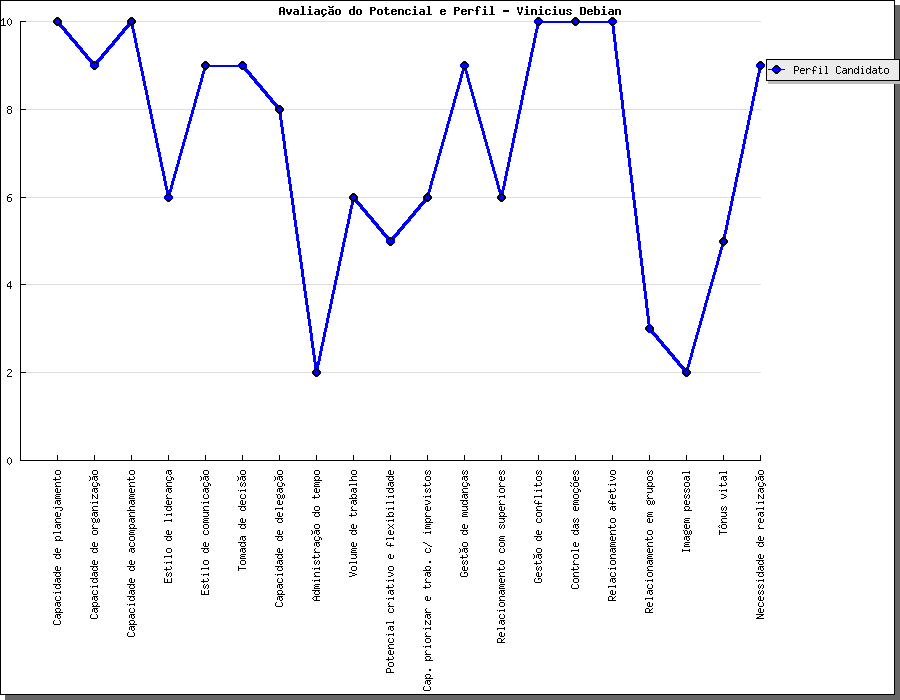 Avaliação do Potencial e Perfil - Vinicius Debian
10
8
6
4
2
0
Perfil Candidato
Capacidade de planejamento
Capacidade de organização
Capacidade de acompanhamento
Estilo de liderança
Estilo de comunicação
Tomada de decisão
Capacidade de delegação
Administração do tempo
Volume de trabalho
Potencial criativo e flexibilidade
Cap. priorizar e trab. c/ imprevistos
Gestão de mudanças
Relacionamento com superiores
Gestão de conflitos
Controle das emoções
Relacionamento afetivo
Relacionamento em grupos
Imagem pessoal
Tônus vital
Necessidade de realização